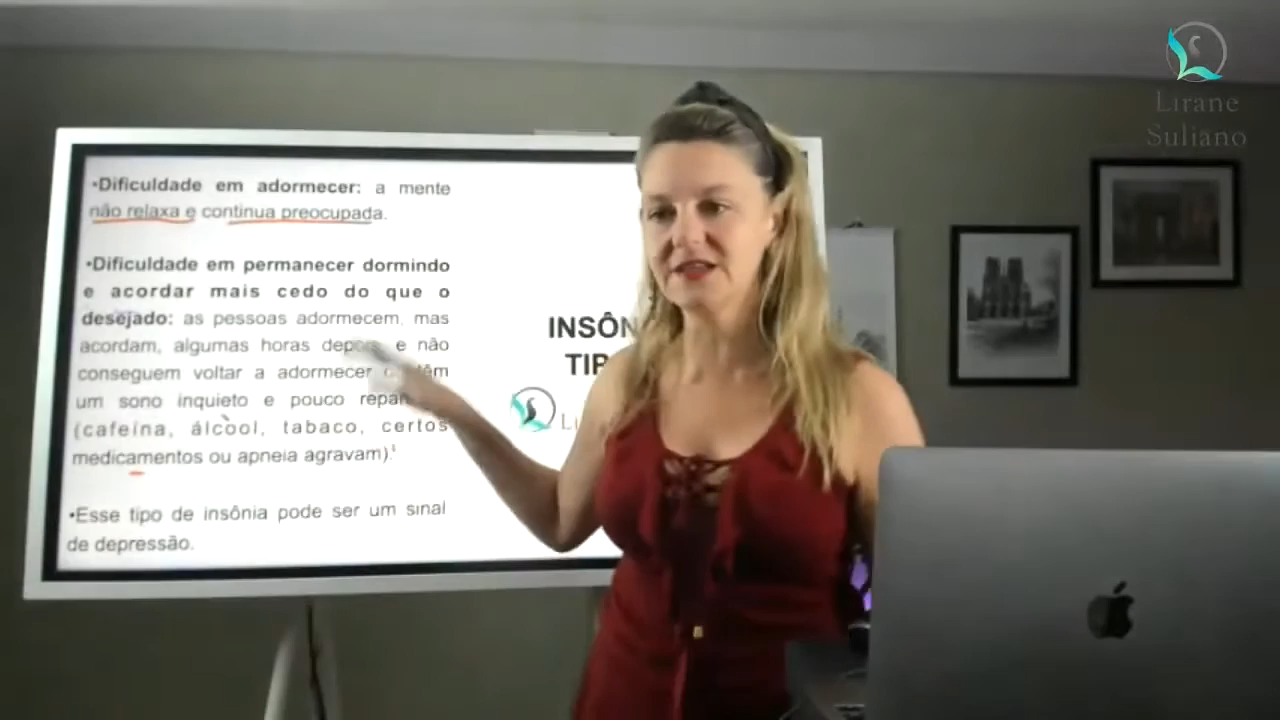 •Dificuldade em adormecer: a mente
não relaxa e continua preocupada.
•Dificuldade em permanecer dormindo
e acordar mais cedo do que o
desejado: as pessoas adormecem, mas
acordam, algumas horas e não
conseguem voltar a adormecer
um sono inquieto e pouco
(cafeína, álcool, tabaco, certos
medicamentos ou apneia agravam).¹
•Esse tipo de insônia pode ser um sinal
de depressão.
Lirane
Suliano